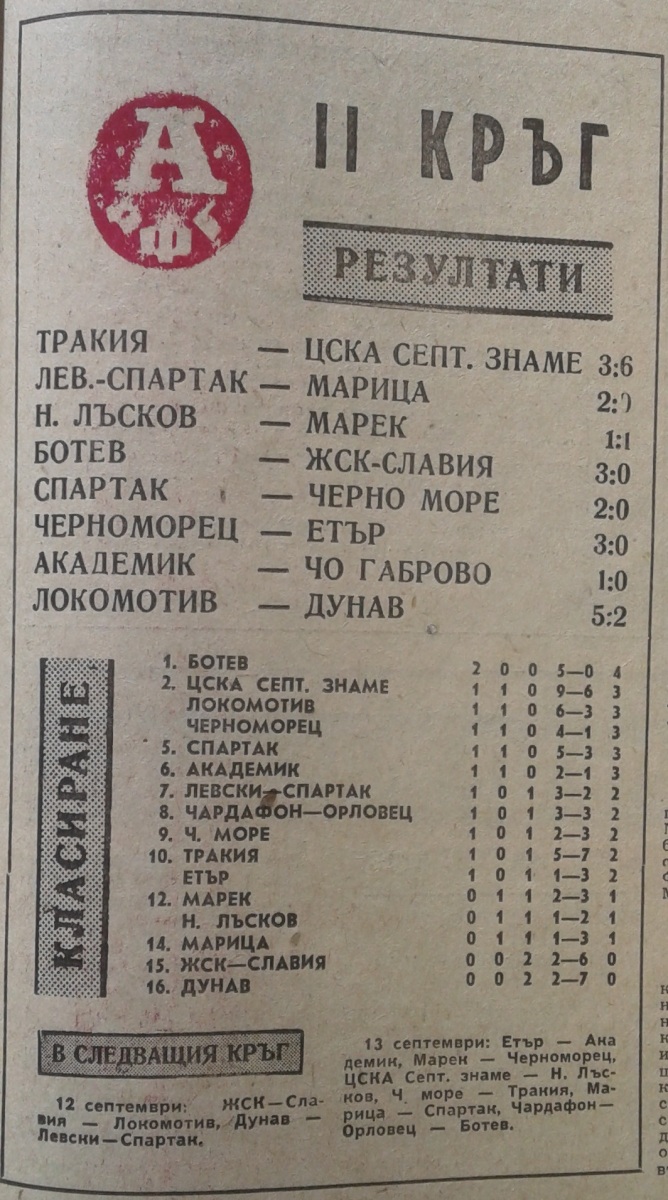 А
РФГ
II КРЪГ
РЕЗУЛТАТИ
ТРАКИЯ — ЦСКА СЕПТ. ЗНАМЕ 3:6
ЛЕВ.-СПАРТАК — МАРИЦА 2:0
Н. ЛЪСКОВ — МАРЕК 1:1
БОТЕВ — ЖСК-СЛАВИЯ 3:0
СПАРТАК — ЧЕРНО МОРЕ 2:0
ЧЕРНОМОРЕЦ — ЕТЪР 3:0
АКАДЕМИК — ЧО ГАБРОВО 1:0
ЛОКОМОТИВ — ДУНАВ 5:2
КЛАСИРАНЕ
1. БОТЕВ 2 0 0 5—0 4
2. ЦСКА СЕПТ. ЗНАМЕ 1 1 0 9—6 3
ЛОКОМОТИВ 1 1 0 6—3 3
ЧЕРНОМОРЕЦ 1 1 0 4—1 3
5. СПАРТАК 1 1 0 5—3 3
6. АКАДЕМИК 1 1 0 2—1 3
7. ЛЕВСКИ—СПАРТАК 1 0 1 3—2 2
8. ЧАРДАФОН—ОРЛОВЕЦ 1 0 1 3—3 2
9. Ч. МОРЕ 1 0 1 2—3 2
10. ТРАКИЯ 1 0 1 5—7 2
ЕТЪР 1 0 1 1—3 2
12. МАРЕК 0 1 1 2—3 1
Н. ЛЪСКОВ 0 1 1 1—2 1
14. МАРИЦА 0 1 1 1—3 1
15. ЖСК—СЛАВИЯ 0 0 2 2—6 0
16. ДУНАВ 0 0 2 2—7 0
В СЛЕДВАЩИЯ КРЪГ
12 септември: ЖСК—Сла-
вия — Локомотив, Дунав —
Левски—Спартак.
13 септември: Етър — Ака
демик, Марек — Черноморец,
ЦСКА Септ. знаме — Н. Лъс-
ков, Ч. море — Тракия, Ма-
рица — Спартак, Чардафон—
Орловец — Ботев.